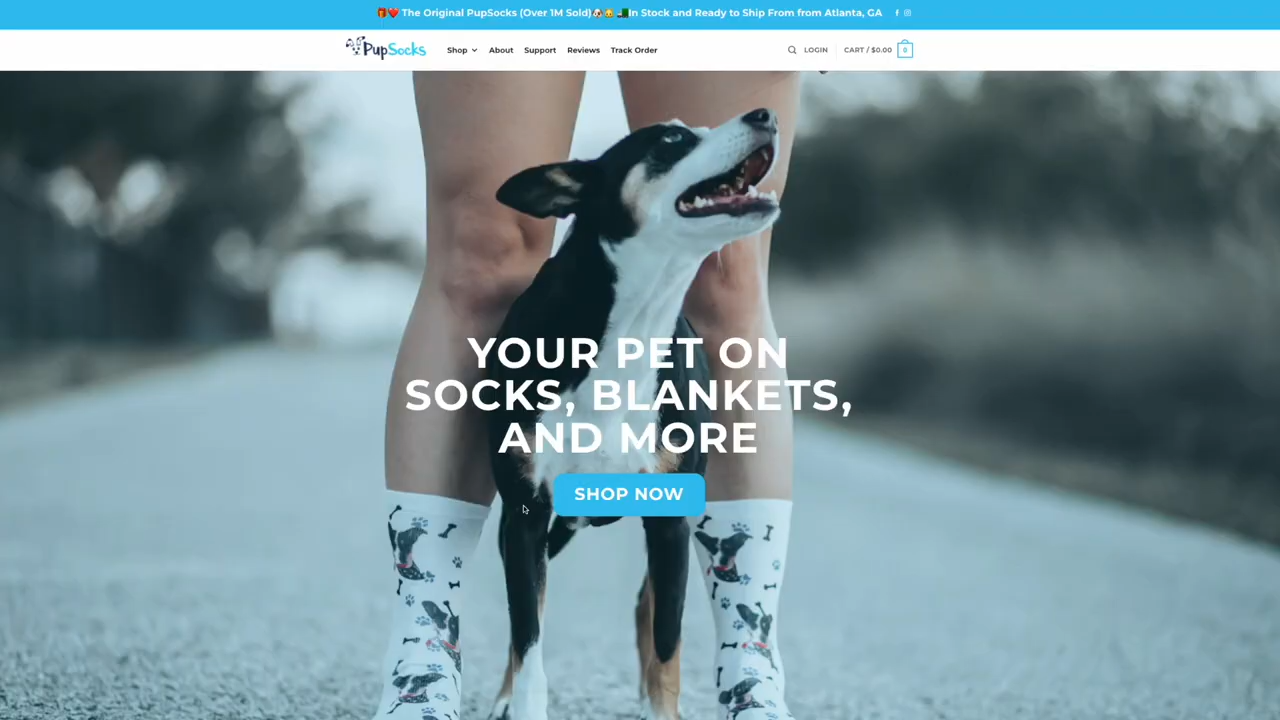 🎁❤️ The Original PupSocks (Over 1M Sold)🐶🐱 🚚In Stock and Ready to Ship From from Atlanta, GA
PupSocks
Shop About Support Reviews Track Order LOGIN CART / $0.00 0
YOUR PET ON
SOCKS, BLANKETS,
AND MORE
SHOP NOW